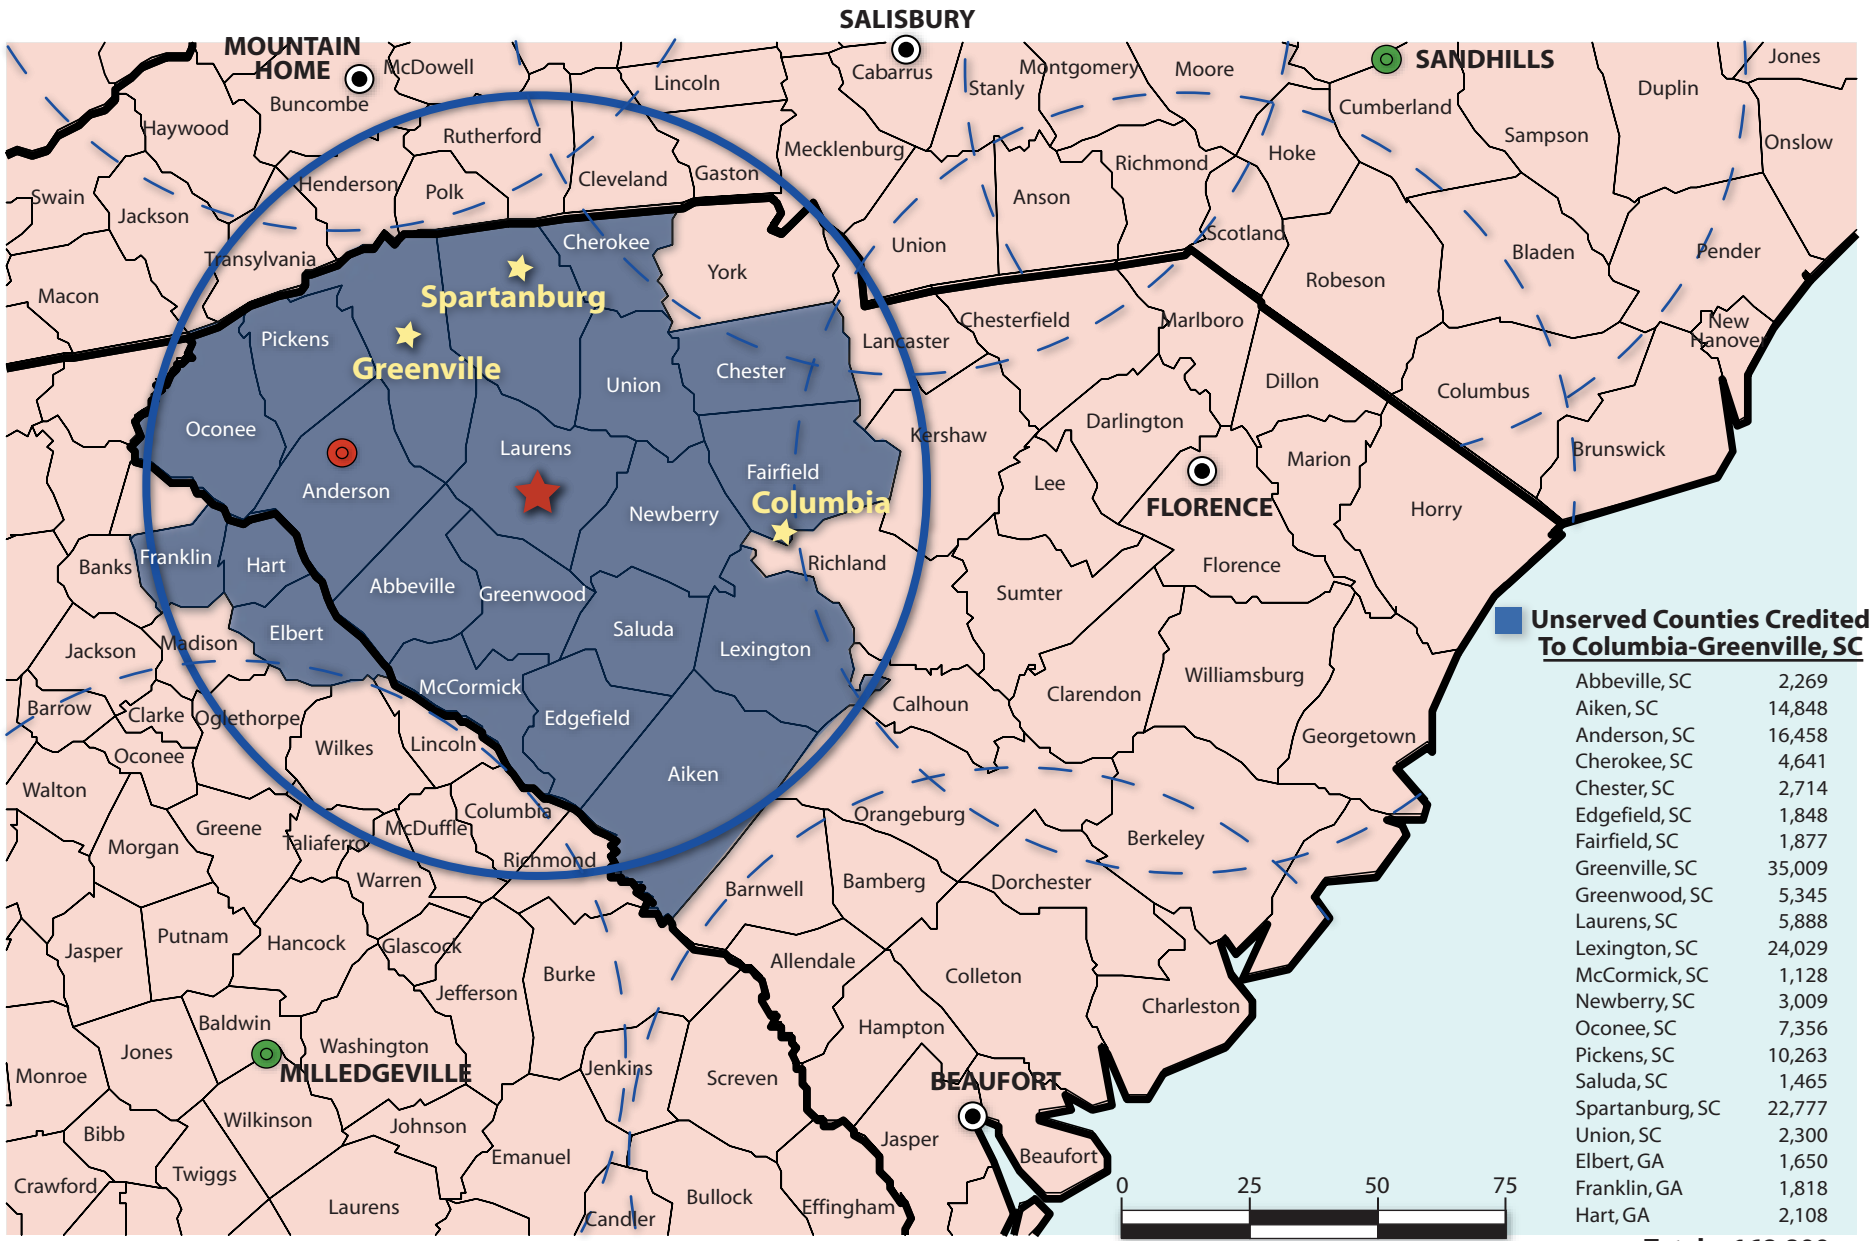 SALISBURY
MOUNTAIN
HOME
SANDHILLS
Jones
McDowell
Buncombe
Lincoln
Cabarrus
Stanly
Montgomery
Moore
Cumberland
Duplin
Haywood
Rutherford
Mecklenburg
Richmond
Hoke
Sampson
Onslow
Swain
Jackson
Henderson
Polk
Cleveland
Gaston
Anson
Scotland
Transylvania
Cherokee
York
Union
Robeson
Bladen
Pender
Macon
Spartanburg
Pickens
Greenville
Union
Chester
Lancaster
Chesterfield
Marlboro
New
Hanover
Dillon
Columbus
Oconee
Laurens
Anderson
Kershaw
Darlington
Brunswick
Fairfield
Columbia
Lee
FLORENCE
Marion
Horry
Newberry
Banks
Franklin
Hart
Abbeville
Greenwood
Richland
Sumter
Florence
Jackson
Madison
Elbert
Saluda
Lexington
Williamsburg
McCormick
Clarendon
Calhoun
Barrow
Clarke
Oglethorpe
Edgefield
Georgetown
Oconee
Wilkes
Lincoln
Aiken
Walton
Columbia
Orangeburg
Morgan
Greene
Taliaferro
McDuffle
Richmond
Berkeley
Warren
Barnwell
Bamberg
Dorchester
Jasper
Putnam
Hancock
Glascock
Burke
Allendale
Colleton
Jefferson
Charleston
Baldwin
Hampton
Jones
Washington
Monroe
MILLEDGEVILLE
Jenkins
Screven
BEAUFORT
Wilkinson
Johnson
Bibb
Jasper
Beaufort
Twiggs
Emanuel
Crawford
Laurens
Bullock
Effingham
Candler
0 25 50 75
Unserved Counties Credited
To Columbia-Greenville, SC
Abbeville, SC 2,269
Aiken, SC 14,848
Anderson, SC 16,458
Cherokee, SC 4,641
Chester, SC 2,714
Edgefield, SC 1,848
Fairfield, SC 1,877
Greenville, SC 35,009
Greenwood, SC 5,345
Laurens, SC 5,888
Lexington, SC 24,029
McCormick, SC 1,128
Newberry, SC 3,009
Oconee, SC 7,356
Pickens, SC 10,263
Saluda, SC 1,465
Spartanburg, SC 22,777
Union, SC 2,300
Elbert, GA 1,650
Franklin, GA 1,818
Hart, GA 2,108